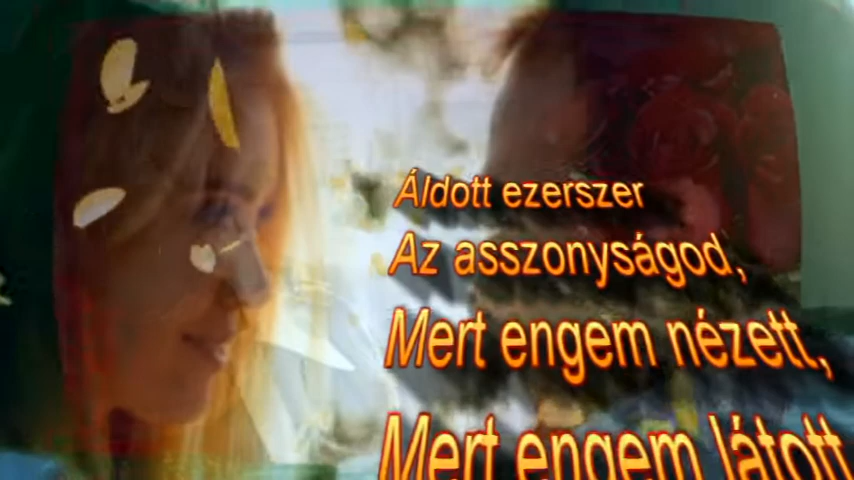 Áldott ezerszer
Az asszonyságod,
Mert engem nézett,
Mert engem látott